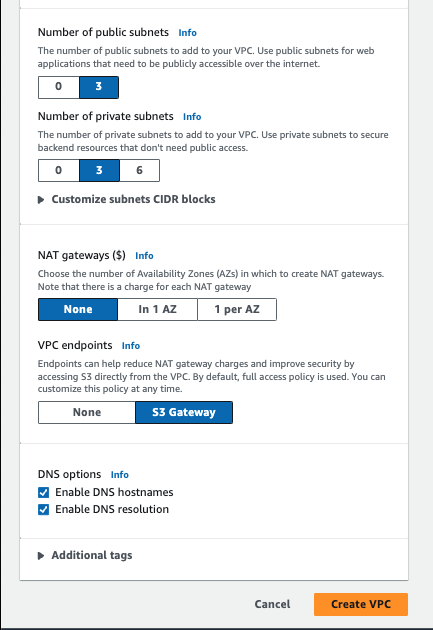 Number of public subnets Info
The number of public subnets to add to your VPC. Use public subnets for web
applications that need to be publicly accessible over the internet.
0 3
Number of private subnets Info
The number of private subnets to add to your VPC. Use private subnets to secure
backend resources that don't need public access.
0 3 6
Customize subnets CIDR blocks
NAT gateways ($) Info
Choose the number of Availability Zones (AZs) in which to create NAT gateways.
Note that there is a charge for each NAT gateway
None In 1 AZ 1 per AZ
VPC endpoints Info
Endpoints can help reduce NAT gateway charges and improve security by
accessing S3 directly from the VPC. By default, full access policy is used. You can
customize this policy at any time.
None S3 Gateway
DNS options Info
Enable DNS hostnames
Enable DNS resolution
Additional tags
Cancel Create VPC